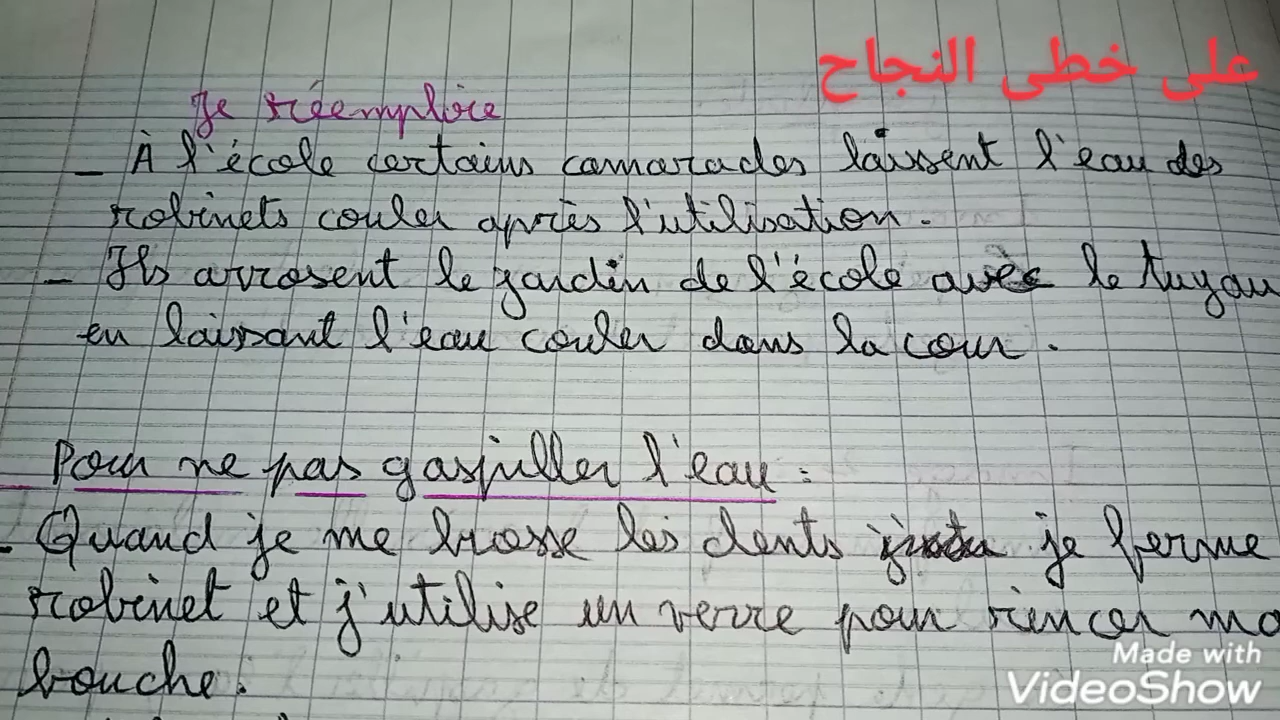 على خطى النجاح
Je réemploie
_ À l'école certains camarades laissent l'eau des
robinets couler après l'utilisation.
_ Ils arrosent le jardin de l'école avec le tuyau
en laissant l'eau couler dans la cour.
Pour ne pas gaspiller l'eau :
- Quand je me brosse les dents je ferme
robinet et j'utilise un verre pour rincer ma
bouche.
Made with
VideoShow